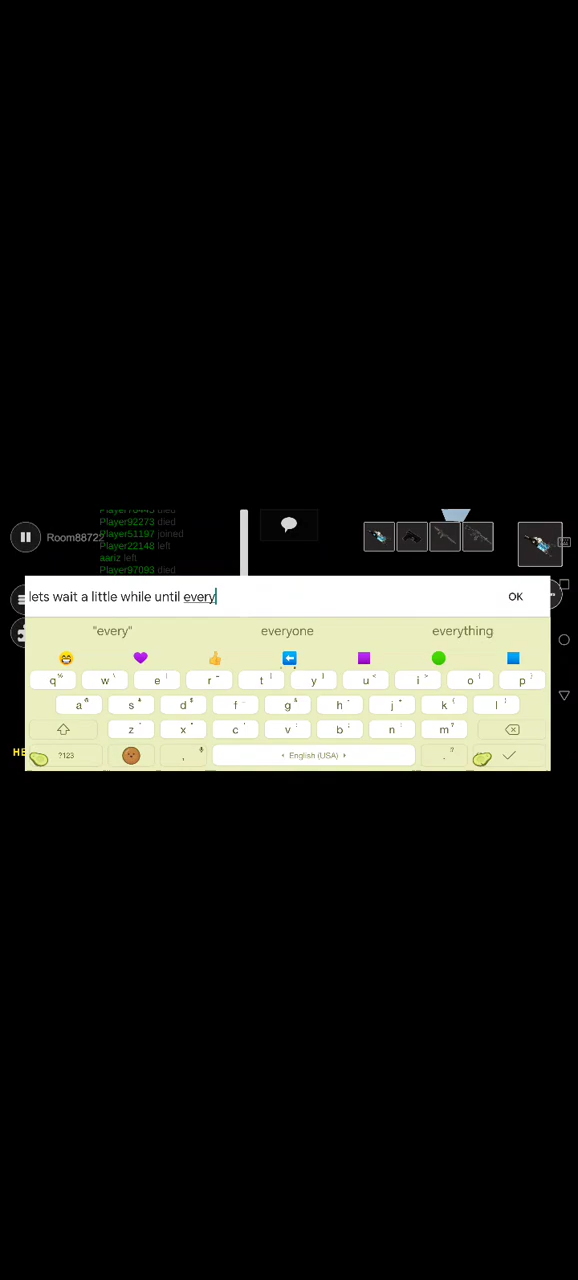 Player92273 died
Player51197 joined
Room88722
Player22148 left
aariz left
Player97093 died
lets wait a little while until every
OK
"every" everyone everything
q w e r t y u i o p
a s d f g h j k l
z x c v b n m
HE
?123 , English (USA) .